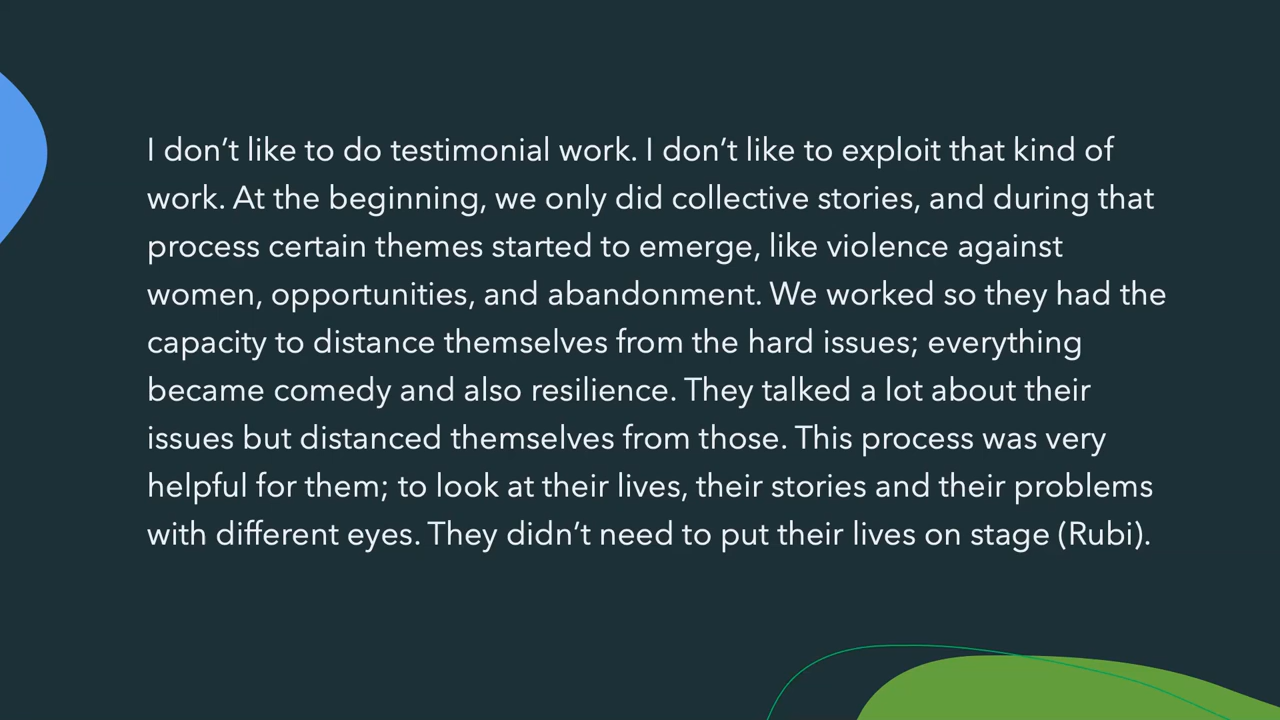 I don’t like to do testimonial work. I don’t like to exploit that kind of
work. At the beginning, we only did collective stories, and during that
process certain themes started to emerge, like violence against
women, opportunities, and abandonment. We worked so they had the
capacity to distance themselves from the hard issues; everything
became comedy and also resilience. They talked a lot about their
issues but distanced themselves from those. This process was very
helpful for them; to look at their lives, their stories and their problems
with different eyes. They didn’t need to put their lives on stage (Rubi).